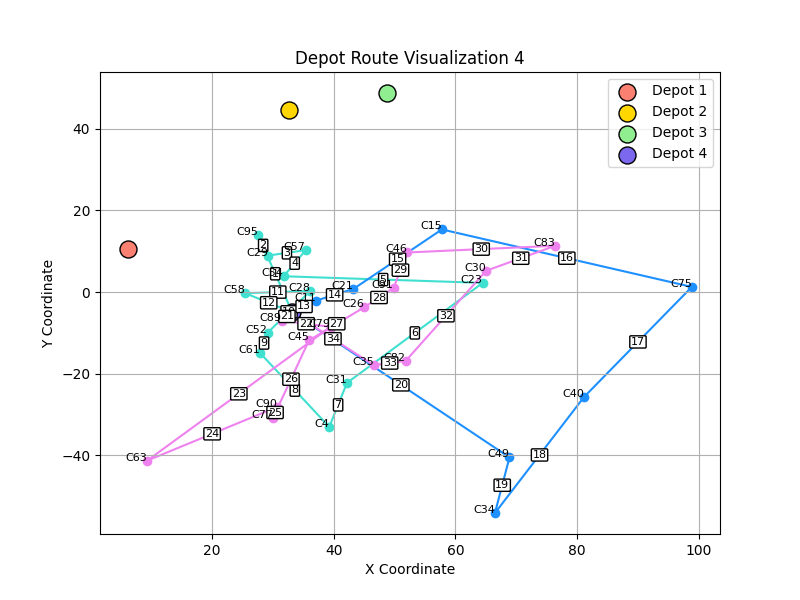 Depot Route Visualization 4
Depot 1
Depot 2
Depot 3
Depot 4
Y Coordinate
40
20
0
−20
−40
20
40
60
80
100
X Coordinate
C95
C29
C57
C58
C28
C21
C26
C15
C46
C83
C30
C23
C75
C89
C52
C61
C45
C79
C35
C31
C4
C90
C63
C40
C49
C34
2
3
4
5
6
7
8
9
11
12
13
14
15
16
17
18
19
20
21
23
24
25
26
27
28
29
30
31
32
33
34